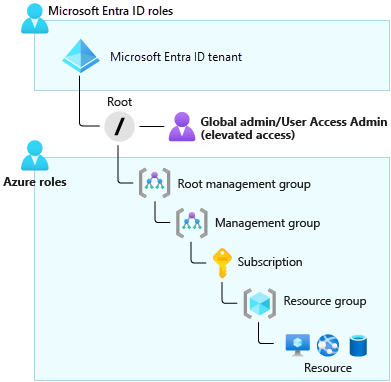 Microsoft Entra ID roles
Microsoft Entra ID tenant
Root
/
Global admin/User Access Admin
(elevated access)
Azure roles
Root management group
Management group
Subscription
Resource group
Resource